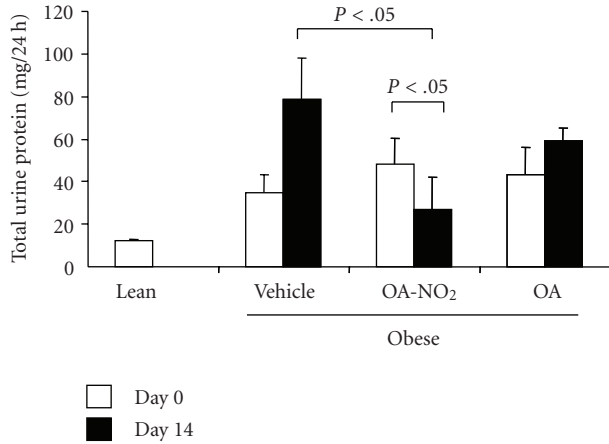 Total urine protein (mg/24 h)
120
100
80
60
40
20
0
P < .05
P < .05
Lean
Vehicle
OA-NO₂
OA
Obese
Day 0
Day 14